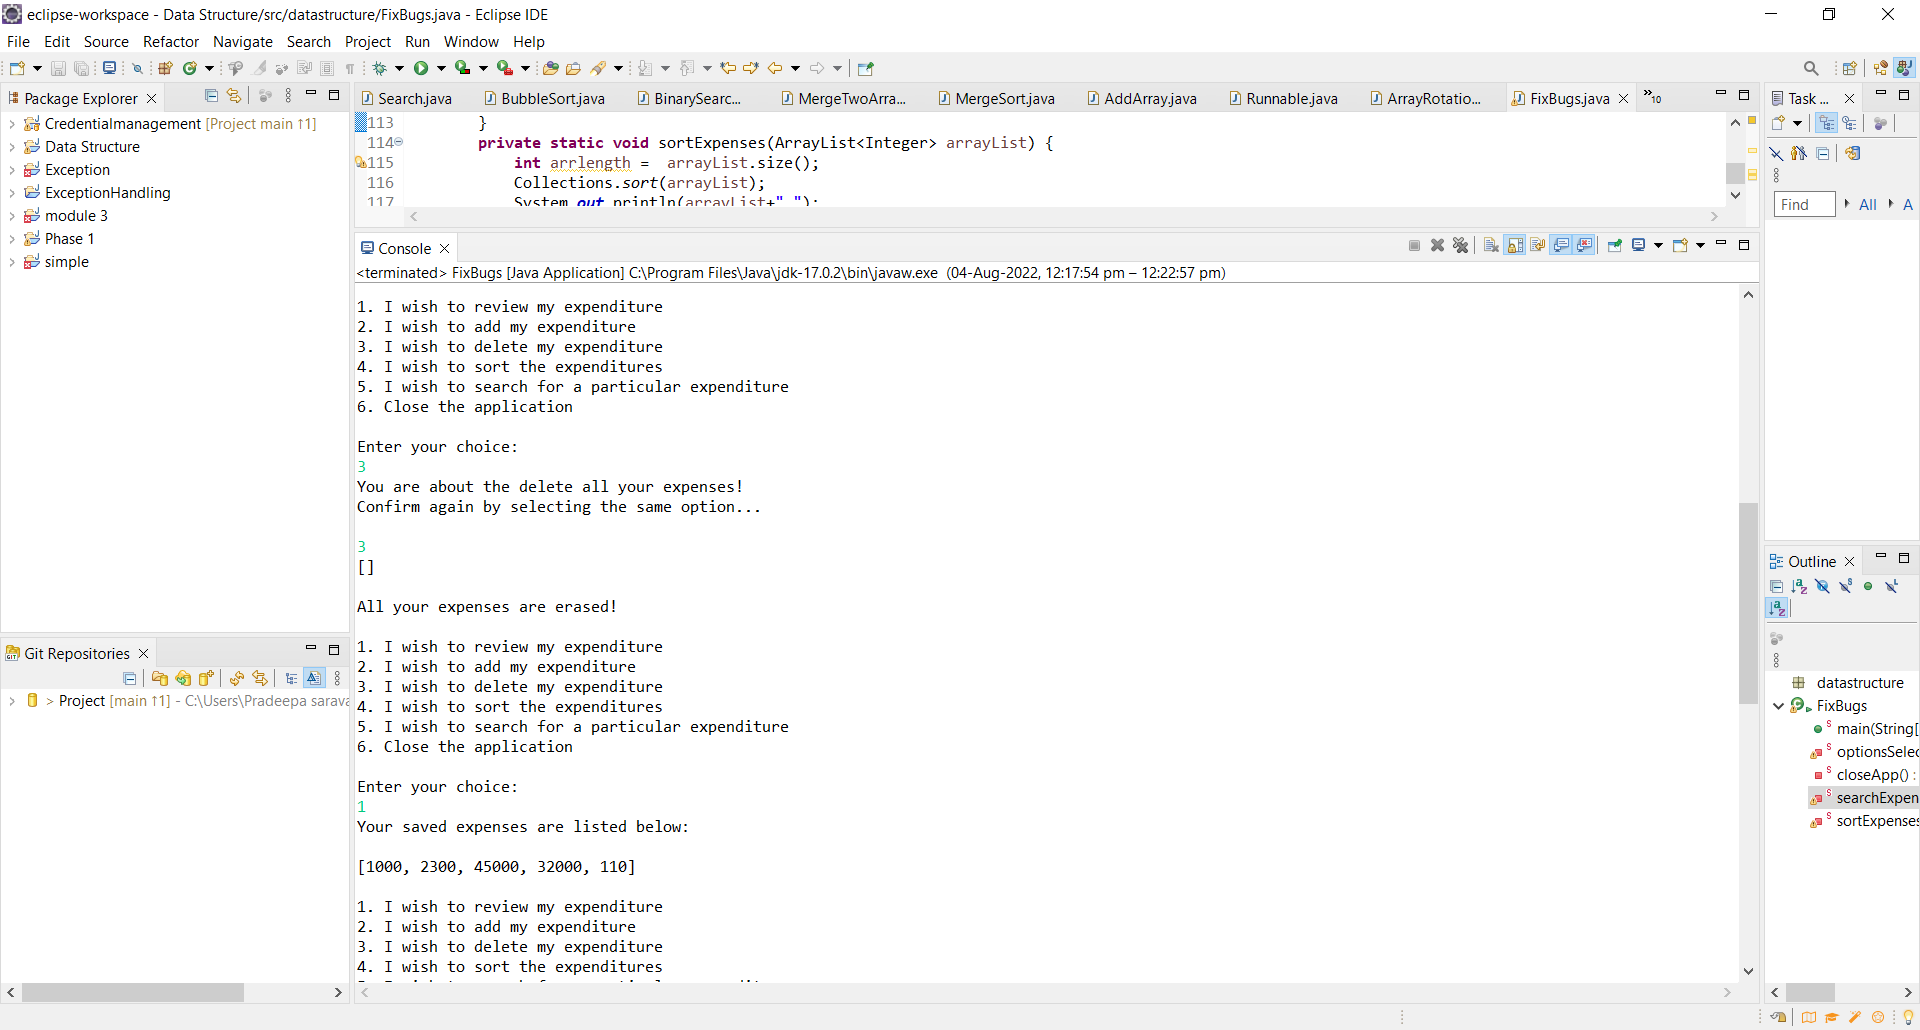 eclipse-workspace - Data Structure/src/datastructure/FixBugs.java - Eclipse IDE
File Edit Source Refactor Navigate Search Project Run Window Help
Package Explorer
CredentialManagement [Project main ↑1]
Data Structure
Exception
ExceptionHandling
module 3
Phase 1
simple
Git Repositories
> Project [main ↑1] - C:\Users\Pradeepa sarava
Search.java BubbleSort.java BinarySearc... MergeTwoArra... MergeSort.java AddArray.java Runnable.java ArrayRotatio... FixBugs.java »10
113 }
114 private static void sortExpenses(ArrayList<Integer> arrayList) {
115 int arrlength =  arrayList.size();
116 Collections.sort(arrayList);
117 System.out.println(arrayList+" ");
Console
<terminated> FixBugs [Java Application] C:\Program Files\Java\jdk-17.0.2\bin\javaw.exe  (04-Aug-2022, 12:17:54 pm – 12:22:57 pm)
1. I wish to review my expenditure
2. I wish to add my expenditure
3. I wish to delete my expenditure
4. I wish to sort the expenditures
5. I wish to search for a particular expenditure
6. Close the application
Enter your choice:
3
You are about the delete all your expenses!
Confirm again by selecting the same option...
3
[]
All your expenses are erased!
1. I wish to review my expenditure
2. I wish to add my expenditure
3. I wish to delete my expenditure
4. I wish to sort the expenditures
5. I wish to search for a particular expenditure
6. Close the application
Enter your choice:
1
Your saved expenses are listed below:
[1000, 2300, 45000, 32000, 110]
1. I wish to review my expenditure
2. I wish to add my expenditure
3. I wish to delete my expenditure
4. I wish to sort the expenditures
Task ...
Find All A
Outline
datastructure
FixBugs
main(String[
optionsSelec
closeApp() :
searchExpen
sortExpenses